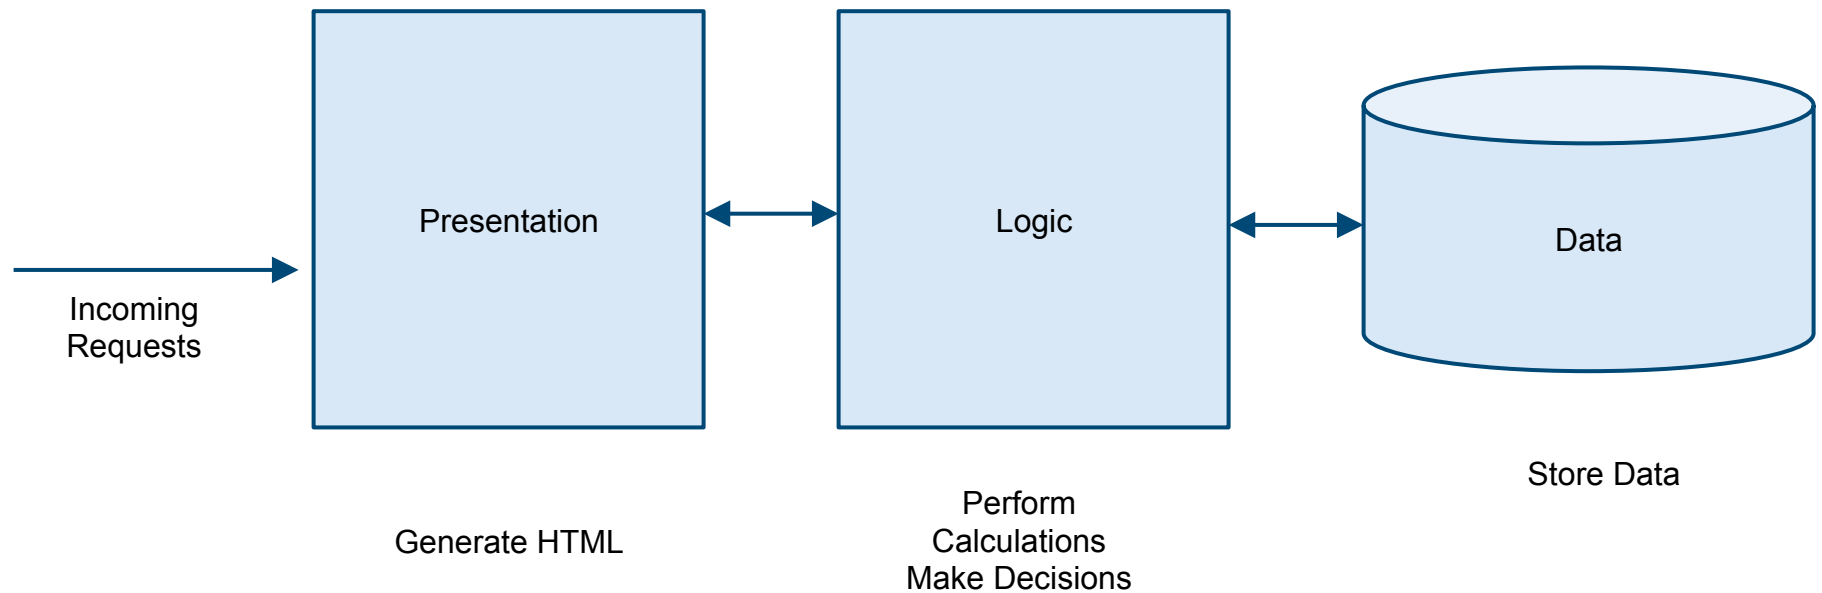 Presentation
Logic
Data
Incoming
Requests
Store Data
Generate HTML
Perform
Calculations
Make Decisions